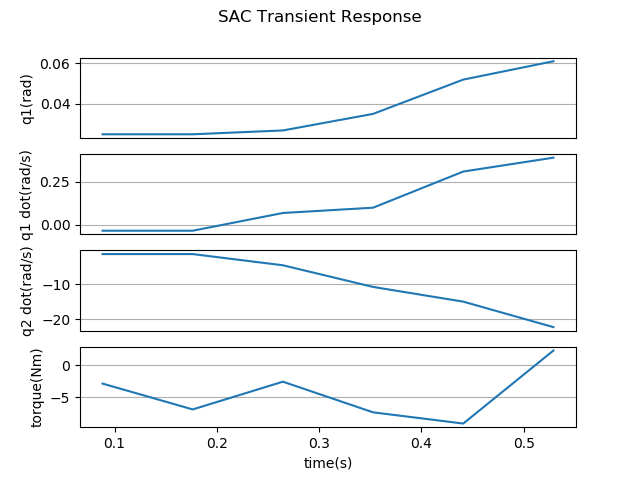 SAC Transient Response
0.06
0.04
q1(rad)
0.25
0.00
q1 dot(rad/s)
−10
−20
q2 dot(rad/s)
0
−5
torque(Nm)
0.1 0.2 0.3 0.4 0.5
time(s)